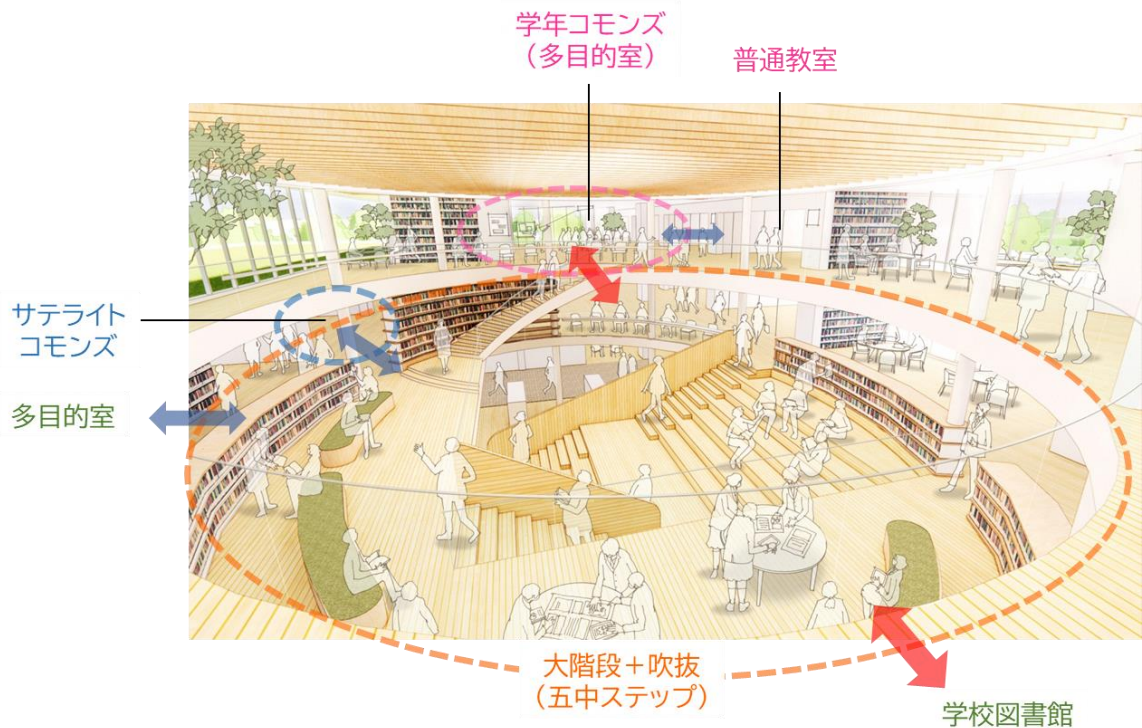 学年コモンズ
（多目的室）
普通教室
サテライト
コモンズ
多目的室
大階段＋吹抜
（五中ステップ）
学校図書館